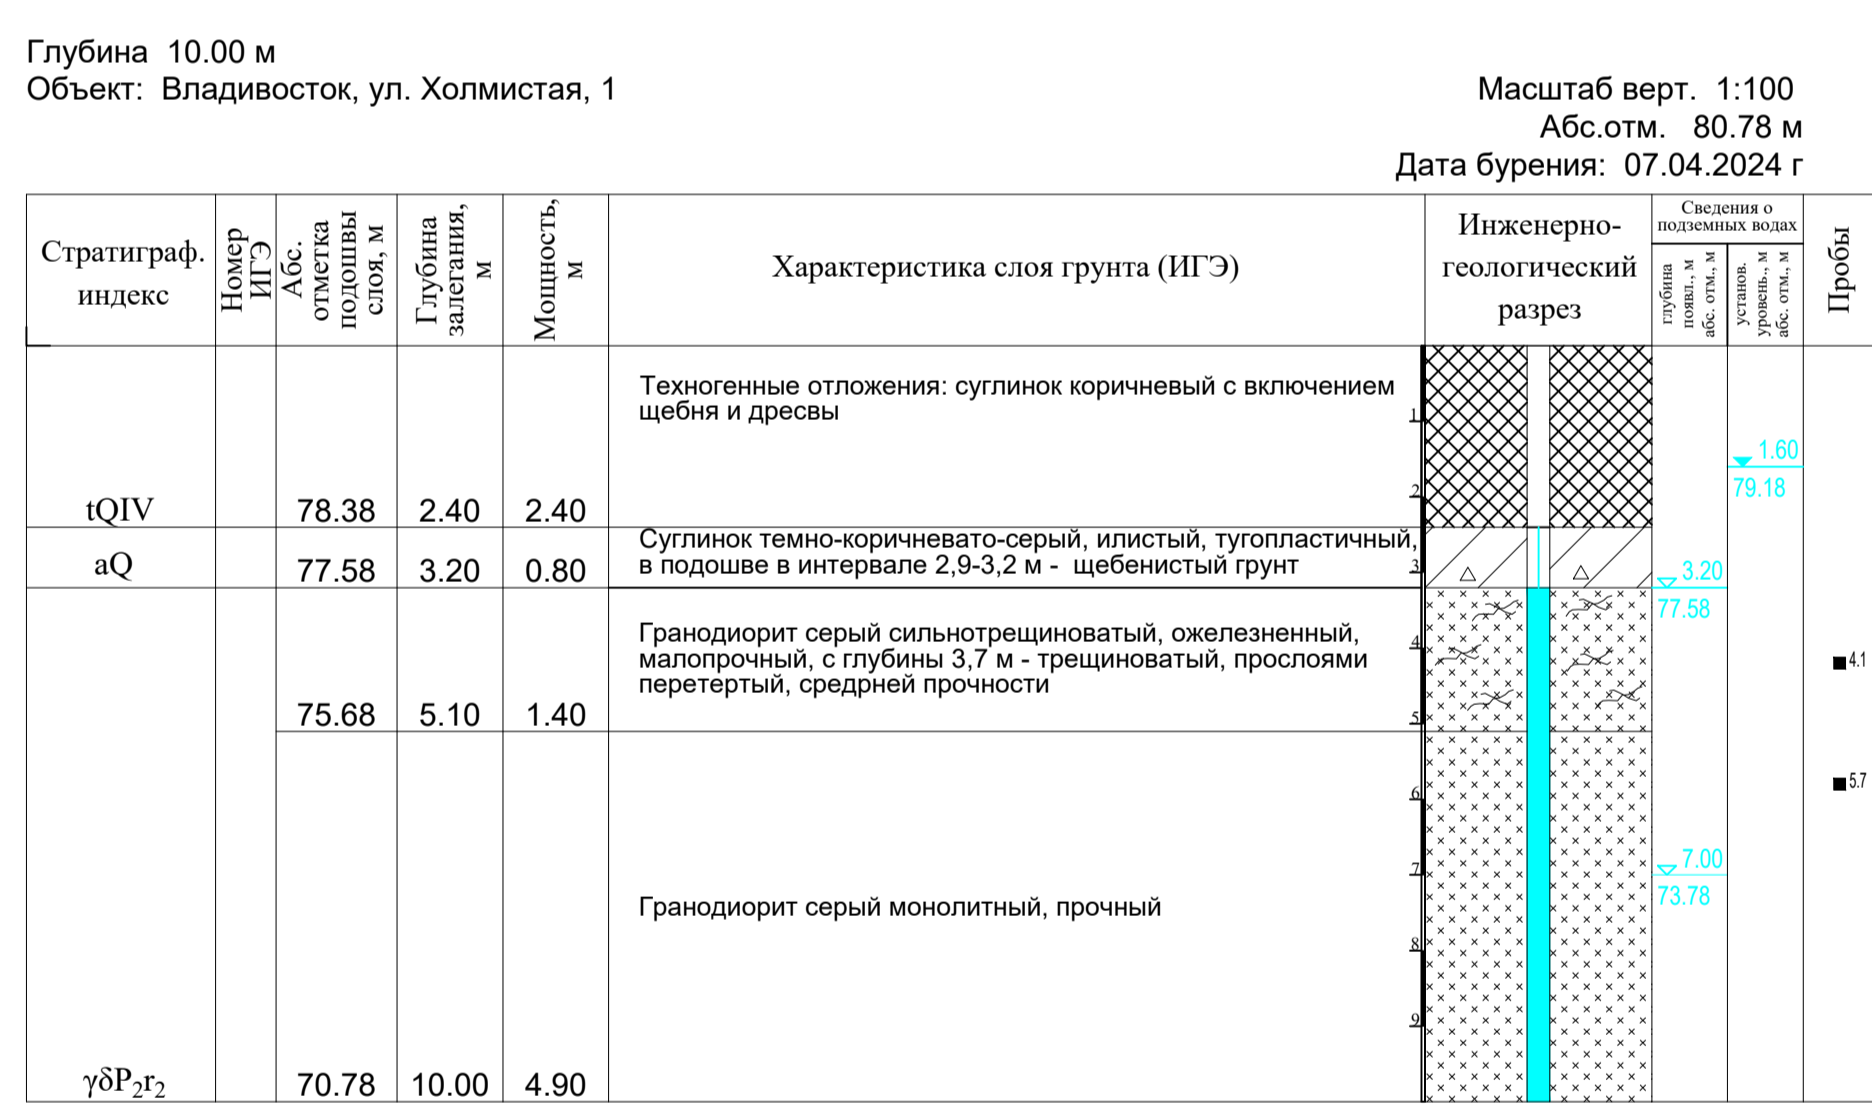 Глубина 10.00 м
Объект: Владивосток, ул. Холмистая, 1
Масштаб верт. 1:100
Абс.отм. 80.78 м
Дата бурения: 07.04.2024 г
Стратиграф.
индекс
Номер
ИГЭ
Абс.
отметка
подошвы
слоя, м
Глубина
залегания,
м
Мощность,
м
Характеристика слоя грунта (ИГЭ)
Инженерно-
геологический
разрез
Сведения о
подземных водах
глубина
появл., м
абс. отм., м
установ.
уровень., м
абс. отм., м
Пробы
Техногенные отложения: суглинок коричневый с включением
щебня и дресвы
1
1.60
79.18
2
tQIV 78.38 2.40 2.40
Суглинок темно-коричневато-серый, илистый, тугопластичный,
в подошве в интервале 2,9-3,2 м - щебенистый грунт
aQ 77.58 3.20 0.80
3
3.20
77.58
Гранодиорит серый сильнотрещиноватый, ожелезненный,
малопрочный, с глубины 3,7 м - трещиноватый, прослоями
перетертый, средрней прочности
4
4.1
75.68 5.10 1.40
5
5.7
6
7.00
73.78
7
Гранодиорит серый монолитный, прочный
8
9
γδP₂r₂ 70.78 10.00 4.90